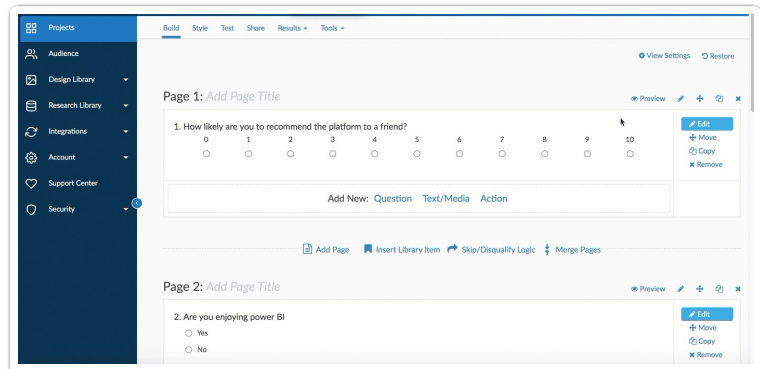 Projects
Audience
Design Library
Research Library
Integrations
Account
Support Center
Security
Build Style Test Share Results Tools
View Settings Restore
Page 1: Add Page Title
Preview
1. How likely are you to recommend the platform to a friend?
0 1 2 3 4 5 6 7 8 9 10
Edit
Move
Copy
Remove
Add New: Question Text/Media Action
Add Page Insert Library Item Skip/Disqualify Logic Merge Pages
Page 2: Add Page Title
Preview
2. Are you enjoying power BI
Yes
No
Edit
Move
Copy
Remove